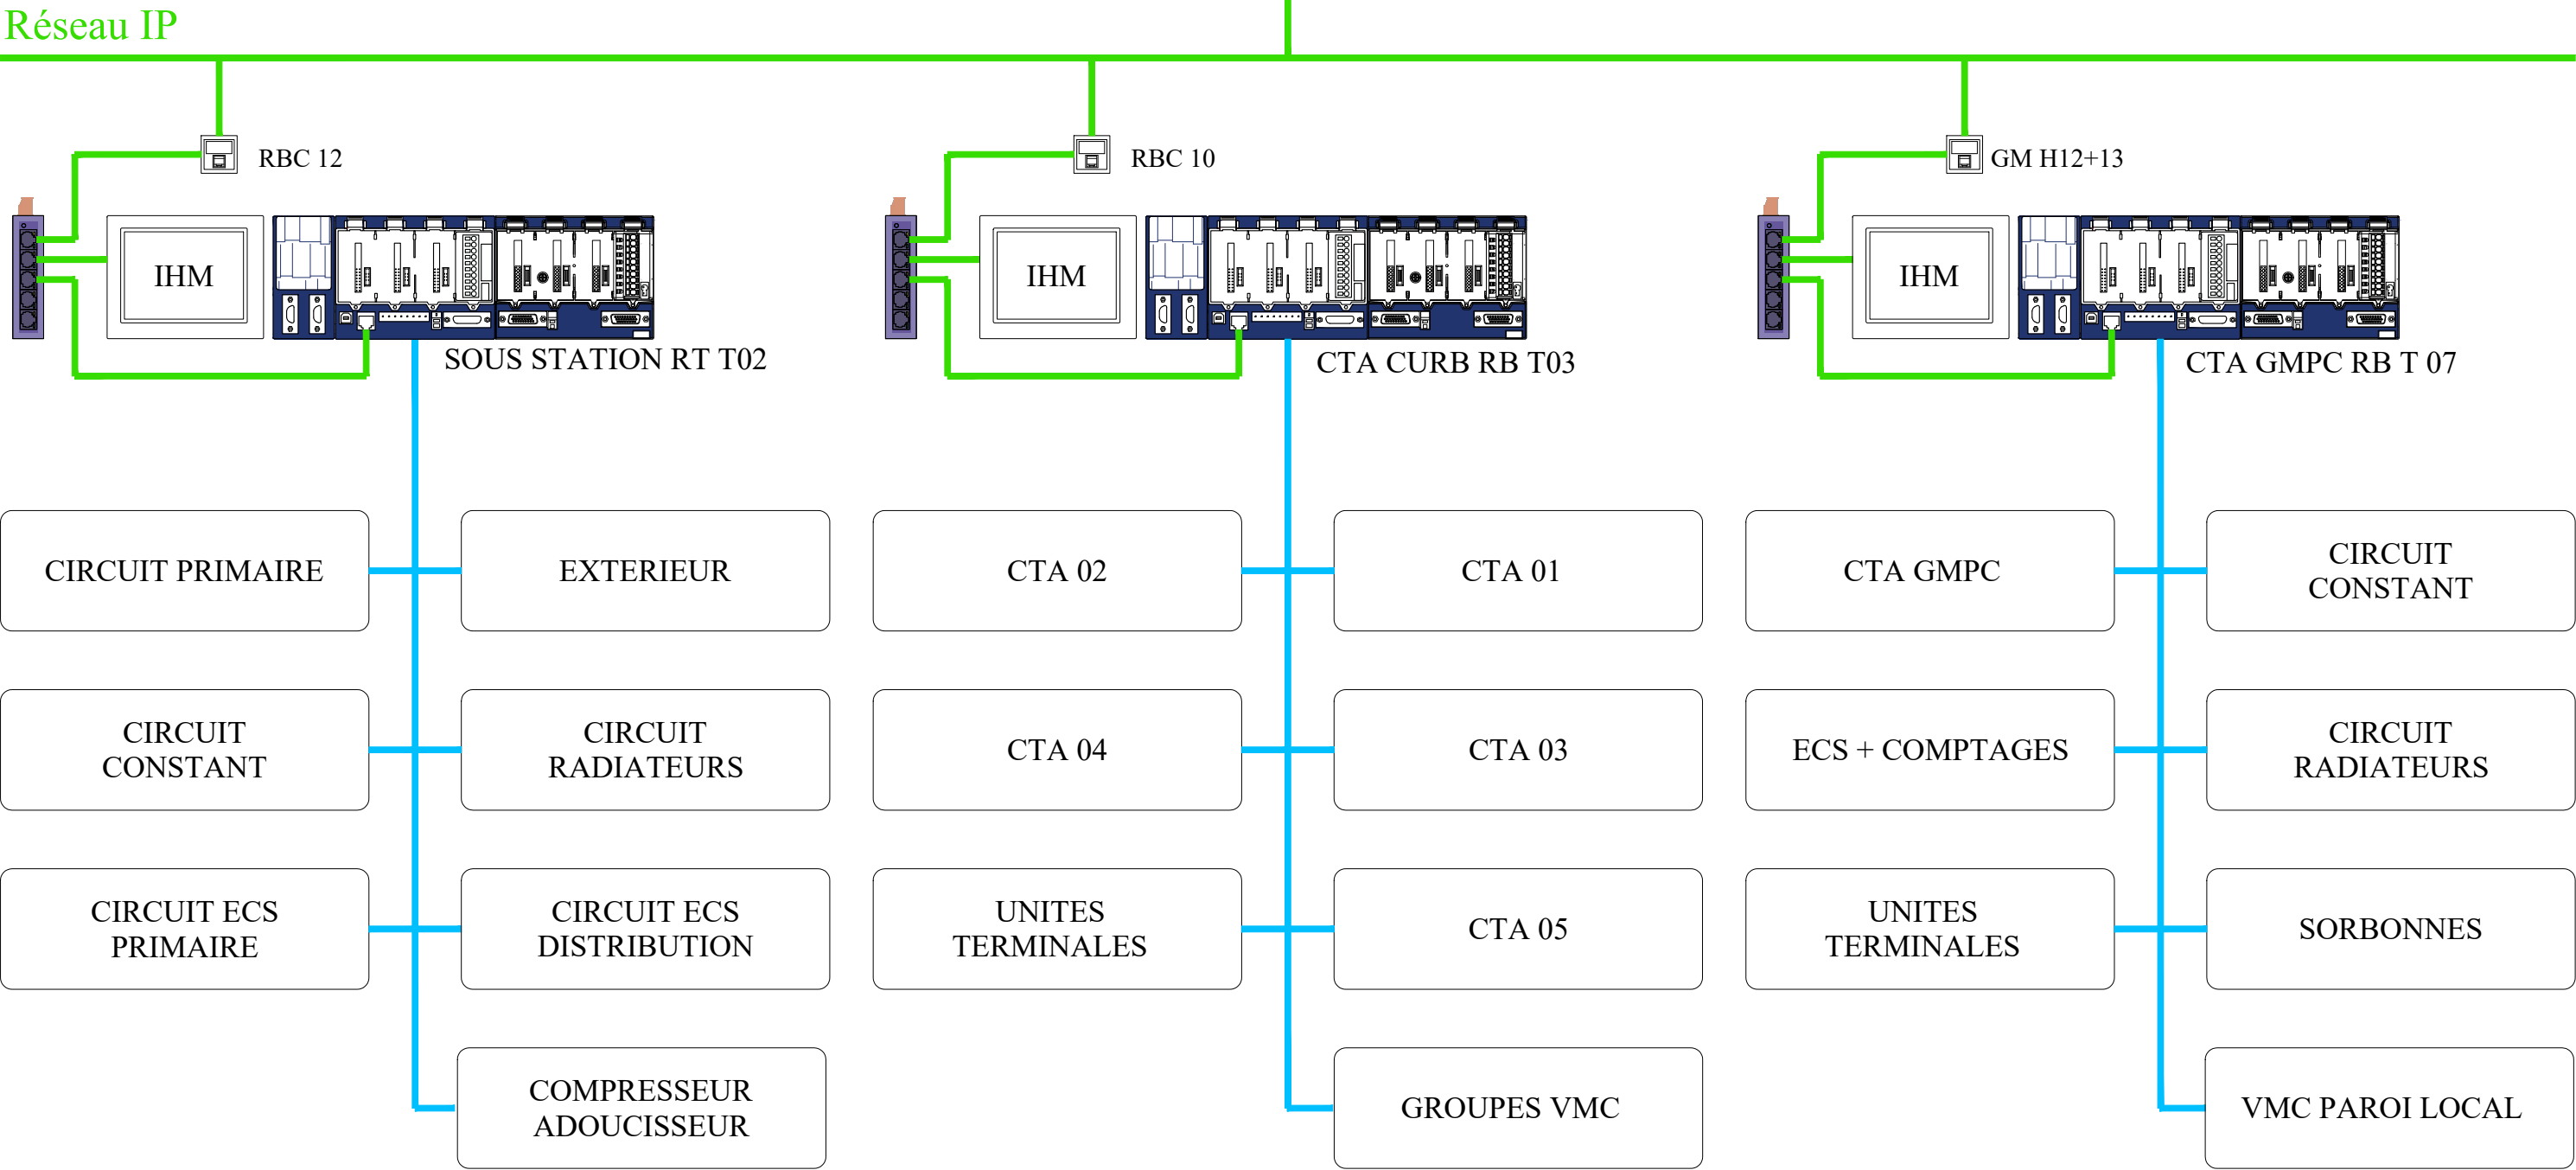 Réseau IP
RBC 12
RBC 10
GM H12+13
IHM
IHM
IHM
SOUS STATION RT T02
CTA CURB RB T03
CTA GMPC RB T 07
CIRCUIT PRIMAIRE
EXTERIEUR
CTA 02
CTA 01
CTA GMPC
CIRCUIT
CONSTANT
CIRCUIT
CONSTANT
CIRCUIT
RADIATEURS
CTA 04
CTA 03
ECS + COMPTAGES
CIRCUIT
RADIATEURS
CIRCUIT ECS
PRIMAIRE
CIRCUIT ECS
DISTRIBUTION
UNITES
TERMINALES
CTA 05
UNITES
TERMINALES
SORBONNES
COMPRESSEUR
ADOUCISSEUR
GROUPES VMC
VMC PAROI LOCAL